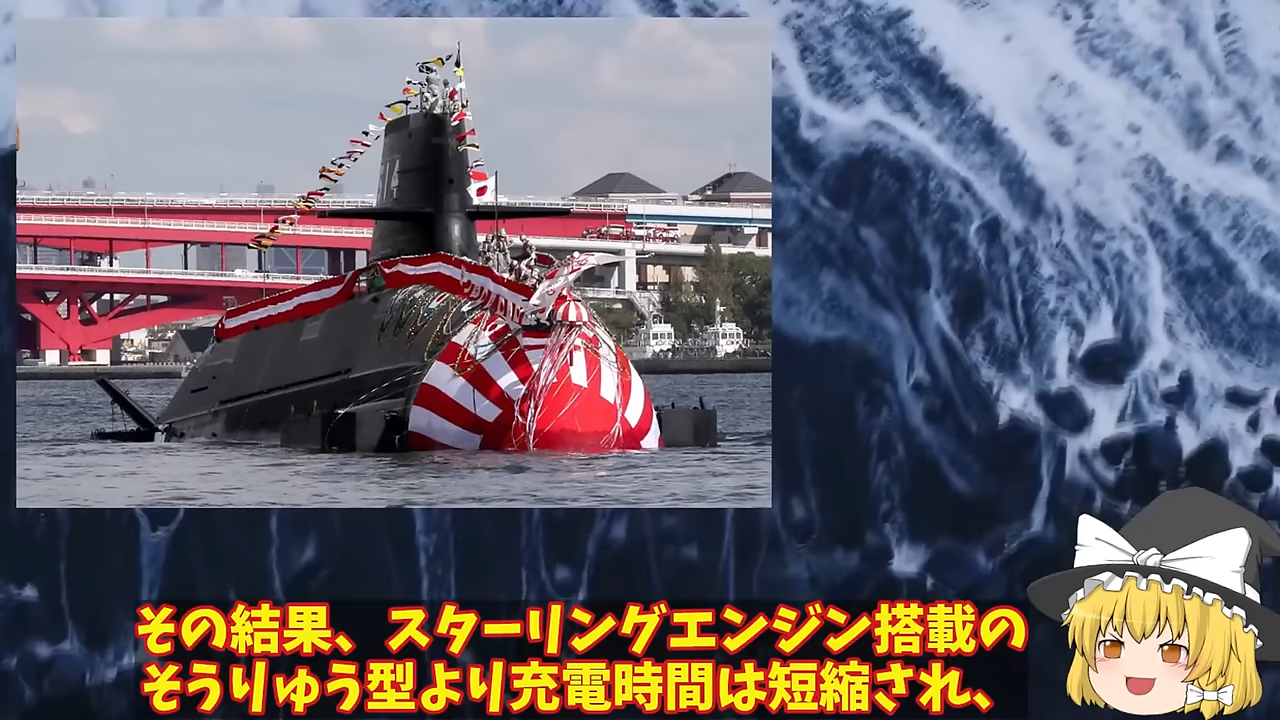 514
その結果、スターリングエンジン搭載の
そうりゅう型より充電時間は短縮され、